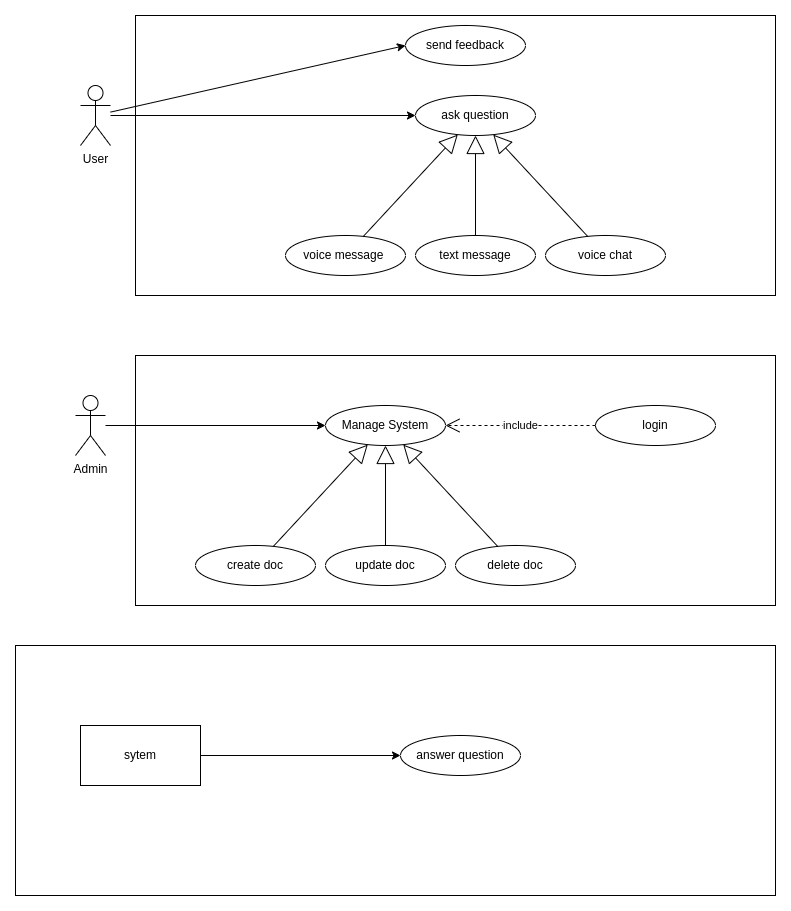 send feedback
ask question
User
voice message
text message
voice chat
Manage System
include
login
Admin
create doc
update doc
delete doc
sytem
answer question